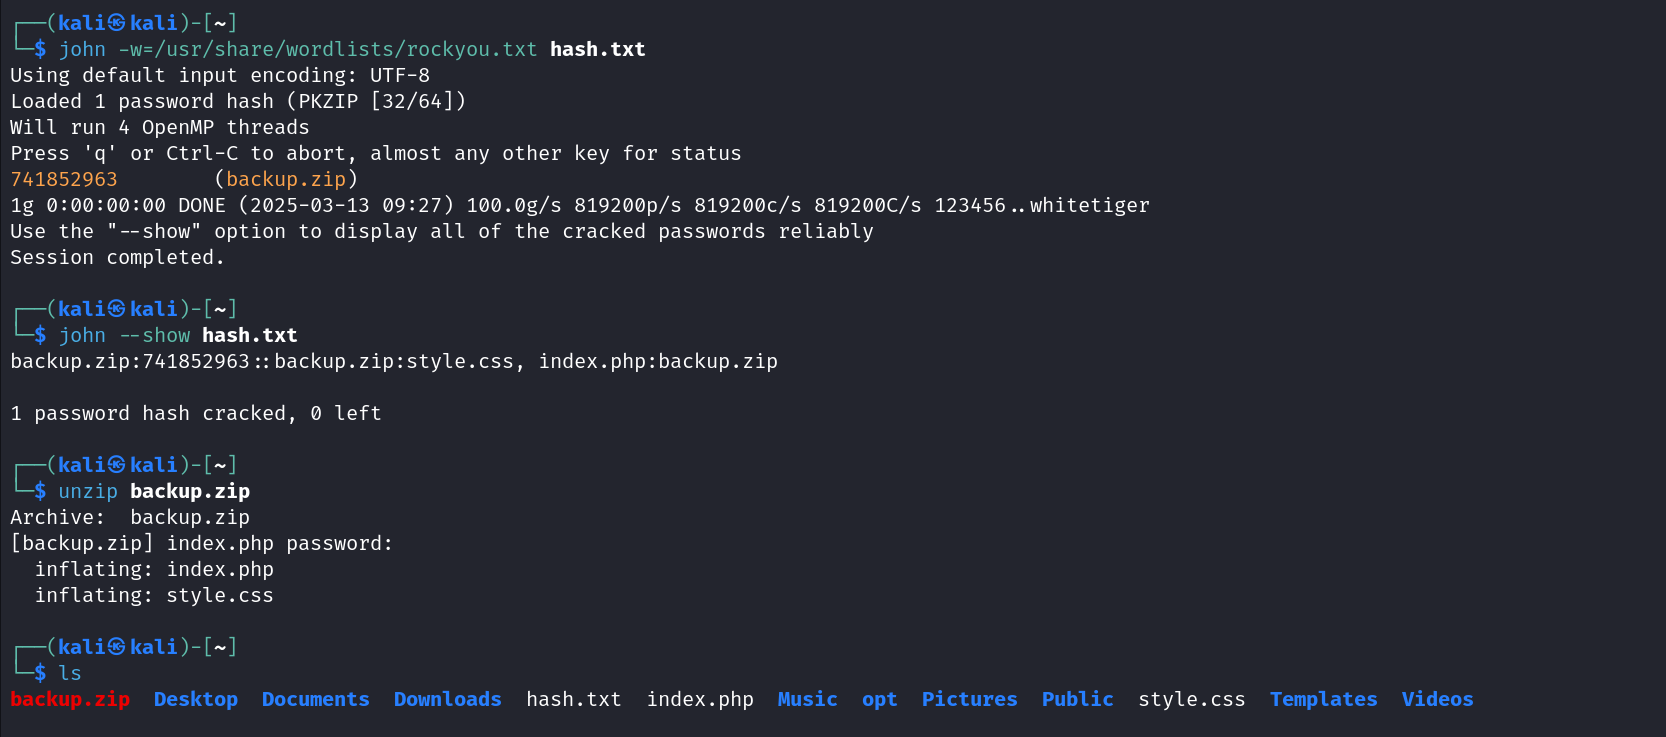 ┌──(kali㉿kali)-[~]
└─$ john -w=/usr/share/wordlists/rockyou.txt hash.txt
Using default input encoding: UTF-8
Loaded 1 password hash (PKZIP [32/64])
Will run 4 OpenMP threads
Press 'q' or Ctrl-C to abort, almost any other key for status
741852963        (backup.zip)
1g 0:00:00:00 DONE (2025-03-13 09:27) 100.0g/s 819200p/s 819200c/s 819200C/s 123456..whitetiger
Use the "--show" option to display all of the cracked passwords reliably
Session completed.
┌──(kali㉿kali)-[~]
└─$ john --show hash.txt
backup.zip:741852963::backup.zip:style.css, index.php:backup.zip
1 password hash cracked, 0 left
┌──(kali㉿kali)-[~]
└─$ unzip backup.zip
Archive:  backup.zip
[backup.zip] index.php password:
  inflating: index.php
  inflating: style.css
┌──(kali㉿kali)-[~]
└─$ ls
backup.zip  Desktop  Documents  Downloads  hash.txt  index.php  Music  opt  Pictures  Public  style.css  Templates  Videos